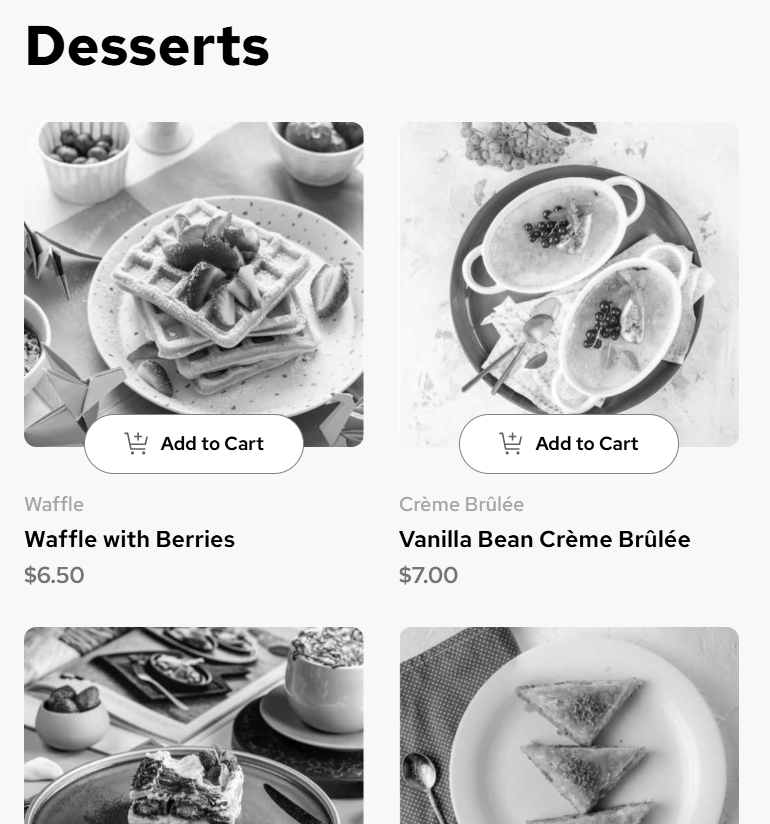 Desserts
Add to Cart
Add to Cart
Waffle
Crème Brûlée
Waffle with Berries
Vanilla Bean Crème Brûlée
$6.50
$7.00